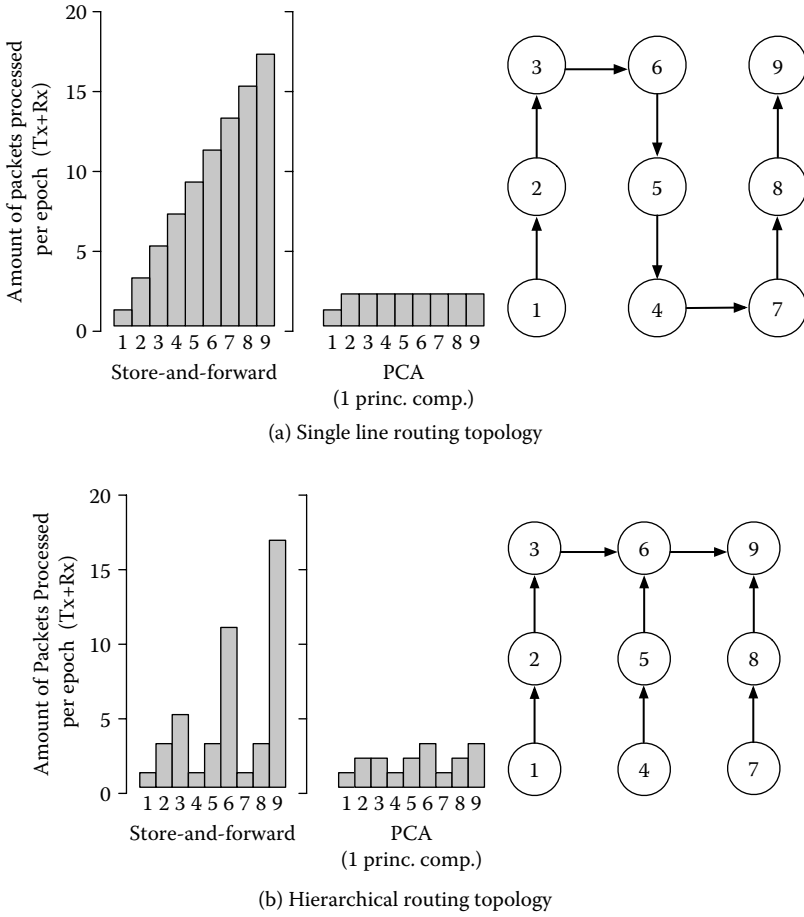 Amount of packets processed
per epoch (Tx+Rx)
20
15
10
5
0
1 2 3 4 5 6 7 8 9
Store-and-forward
1 2 3 4 5 6 7 8 9
PCA
(1 princ. comp.)
3 6 9
2 5 8
1 4 7
(a) Single line routing topology
Amount of Packets Processed
per epoch (Tx+Rx)
20
15
10
5
0
1 2 3 4 5 6 7 8 9
Store-and-forward
1 2 3 4 5 6 7 8 9
PCA
(1 princ. comp.)
3 6 9
2 5 8
1 4 7
(b) Hierarchical routing topology